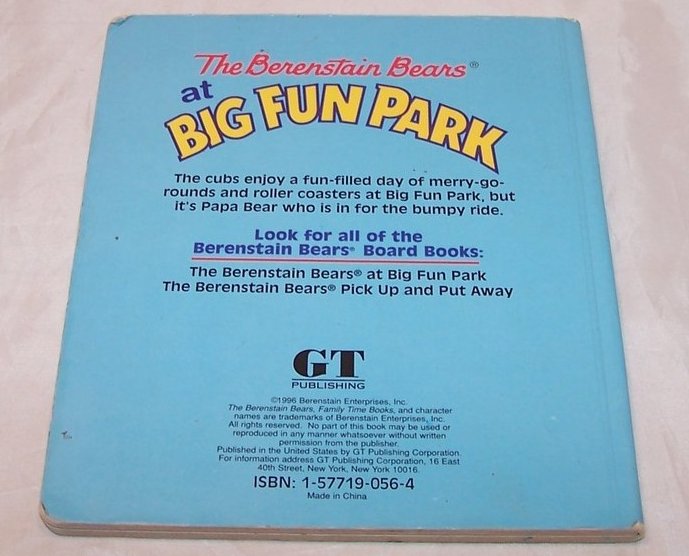 The Berenstain Bears®
at
BIG FUN PARK
The cubs enjoy a fun-filled day of merry-go-
rounds and roller coasters at Big Fun Park, but
it's Papa Bear who is in for the bumpy ride.
Look for all of the
Berenstain Bears® Board Books:
The Berenstain Bears® at Big Fun Park
The Berenstain Bears® Pick Up and Put Away
GT
PUBLISHING
©1996 Berenstain Enterprises, Inc.
The Berenstain Bears, Family Time Books, and character
names are trademarks of Berenstain Enterprises, Inc.
All rights reserved. No part of this book may be used or
reproduced in any manner whatsoever without written
permission from the publisher.
Published in the United States by GT Publishing Corporation.
For information address GT Publishing Corporation, 16 East
40th Street, New York, New York 10016.
ISBN: 1-57719-056-4
Made in China